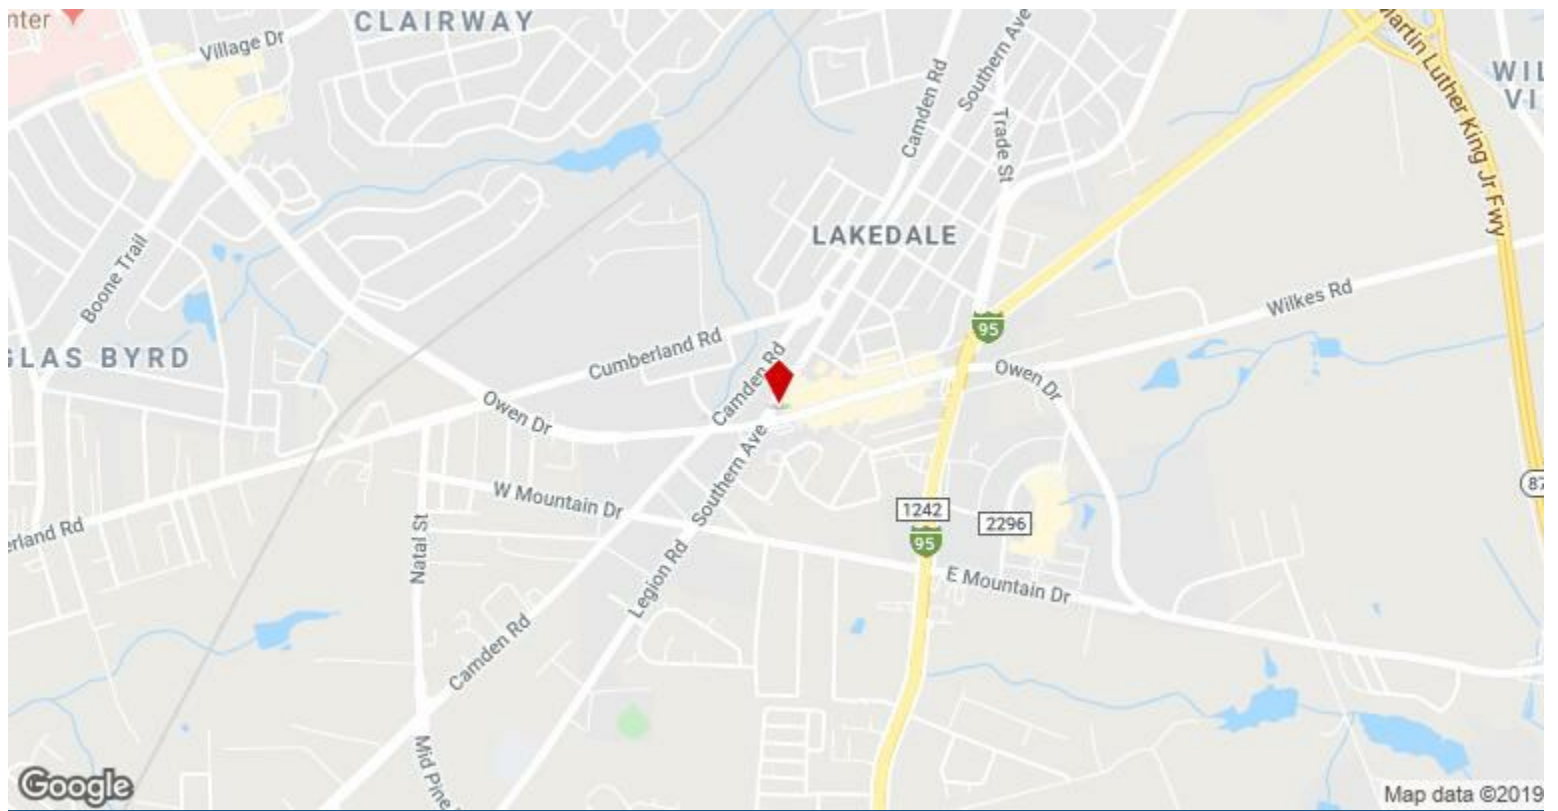 nter
CLAIRWAY
Village Dr
Camden Rd
Southern Ave
Trade St
Martin Luther King Jr Fwy
WIL
VI
Boone Trail
LAKEDALE
GLAS BYRD
Cumberland Rd
Camden Rd
95
Wilkes Rd
Owen Dr
Owen Dr
Southern Ave
W Mountain Dr
1242
2296
87
95
erland Rd
Natal St
Legion Rd
E Mountain Dr
Camden Rd
Mid Pine
Google
Map data ©2019